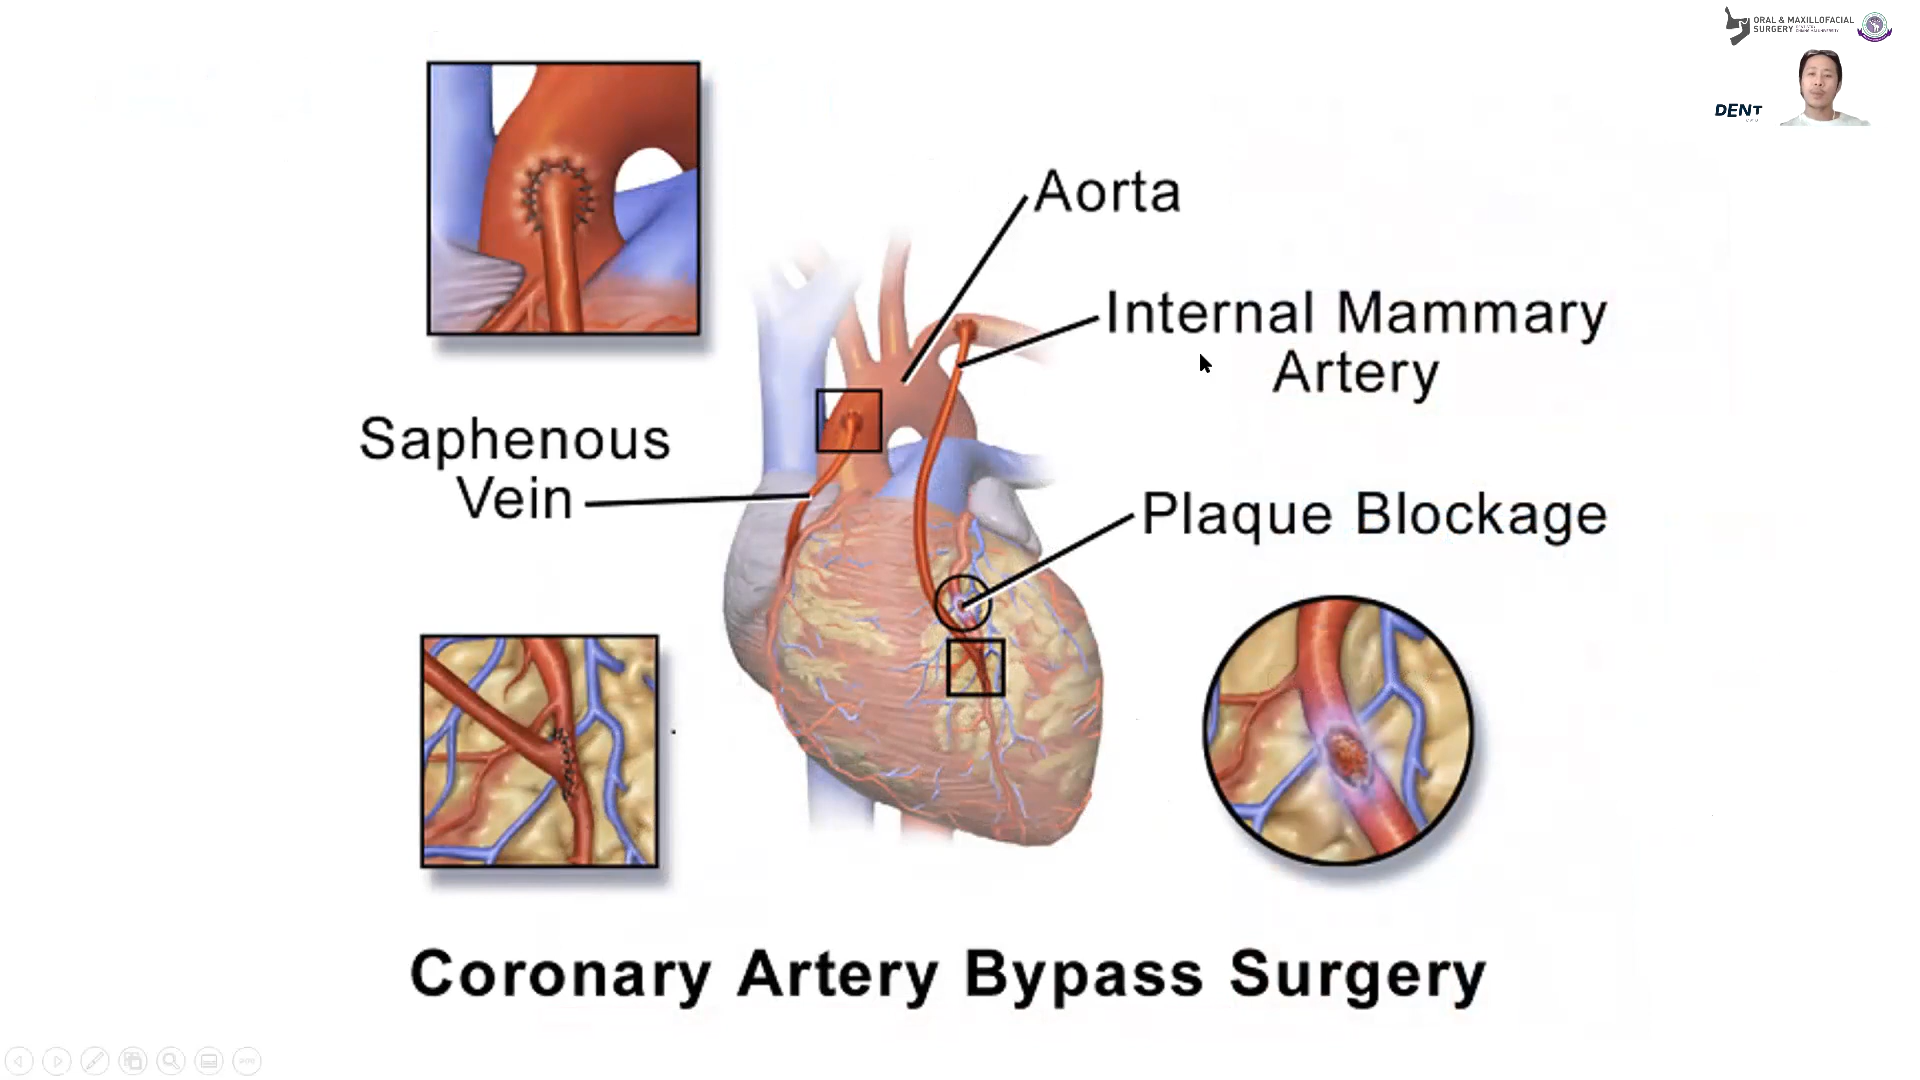 ORAL & MAXILLOFACIAL
SURGERY
DENT
Aorta
Internal Mammary
Artery
Saphenous
Vein
Plaque Blockage
Coronary Artery Bypass Surgery